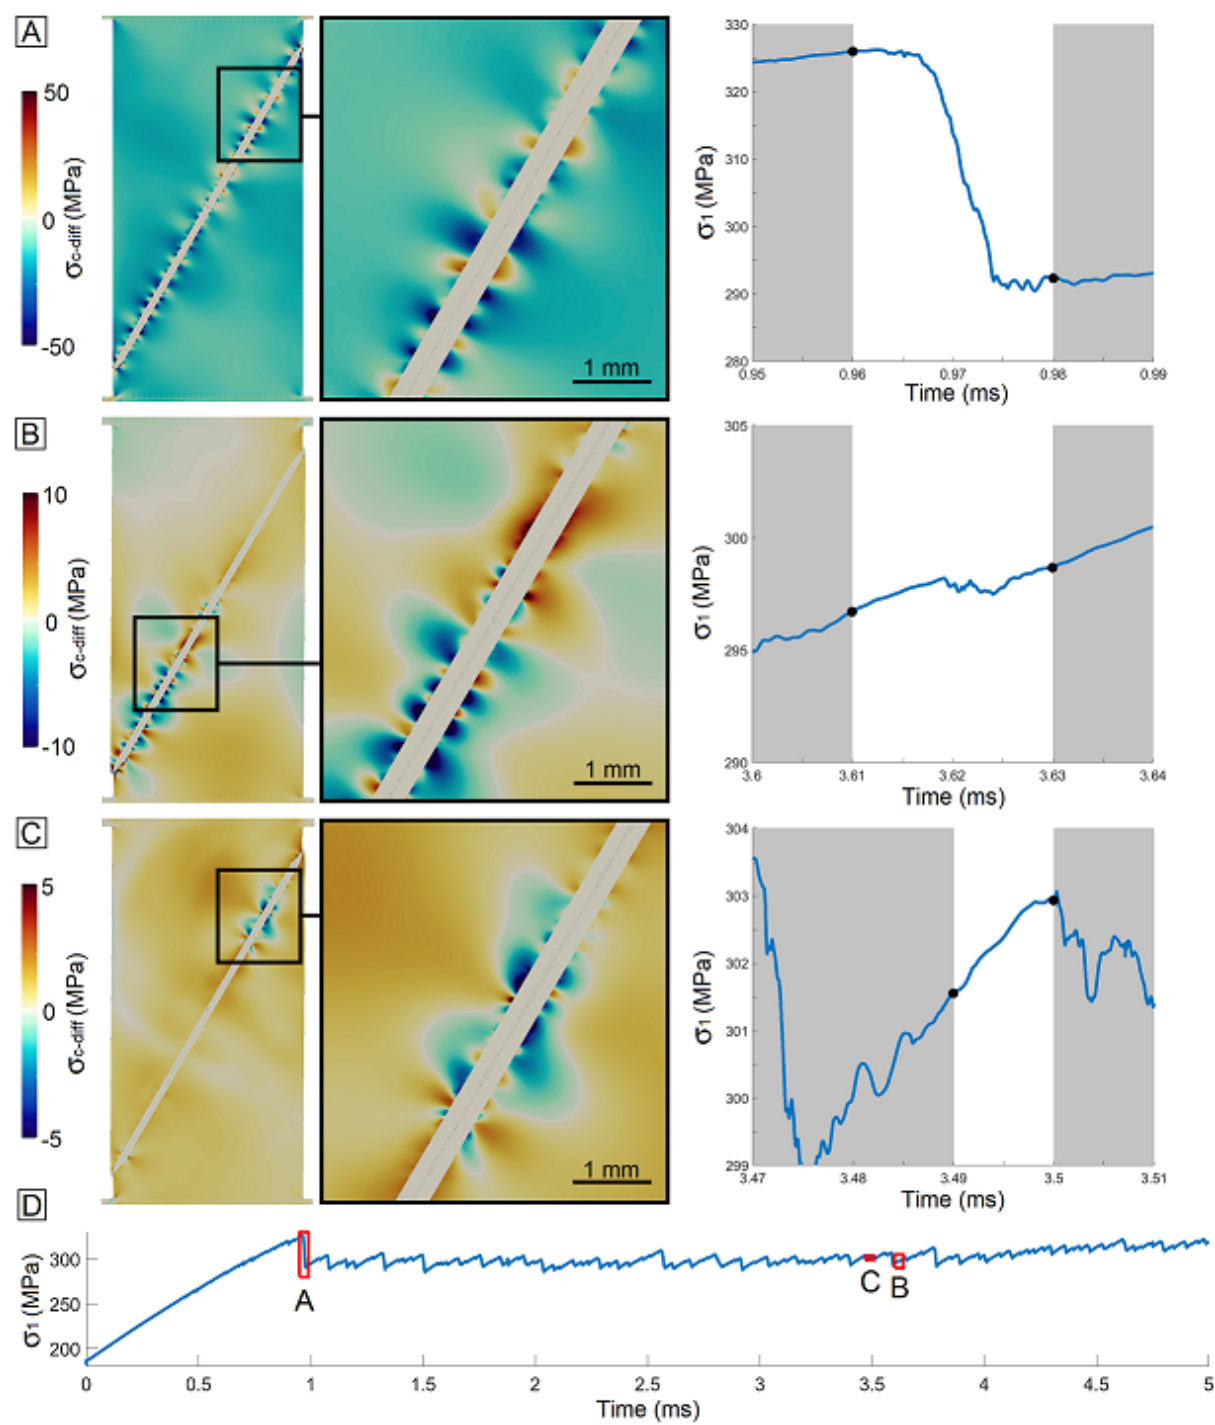 A
50
0
-50
σc-diff (MPa)
1 mm
330
320
310
300
290
280
σ1 (MPa)
0.95 0.96 0.97 0.98 0.99
Time (ms)
B
10
0
-10
σc-diff (MPa)
1 mm
305
300
295
290
σ1 (MPa)
3.6 3.61 3.62 3.63 3.64
Time (ms)
C
5
0
-5
σc-diff (MPa)
1 mm
304
303
302
301
300
299
σ1 (MPa)
3.47 3.48 3.49 3.5 3.51
Time (ms)
D
300
250
200
σ1 (MPa)
A
C
B
0 0.5 1 1.5 2 2.5 3 3.5 4 4.5 5
Time (ms)